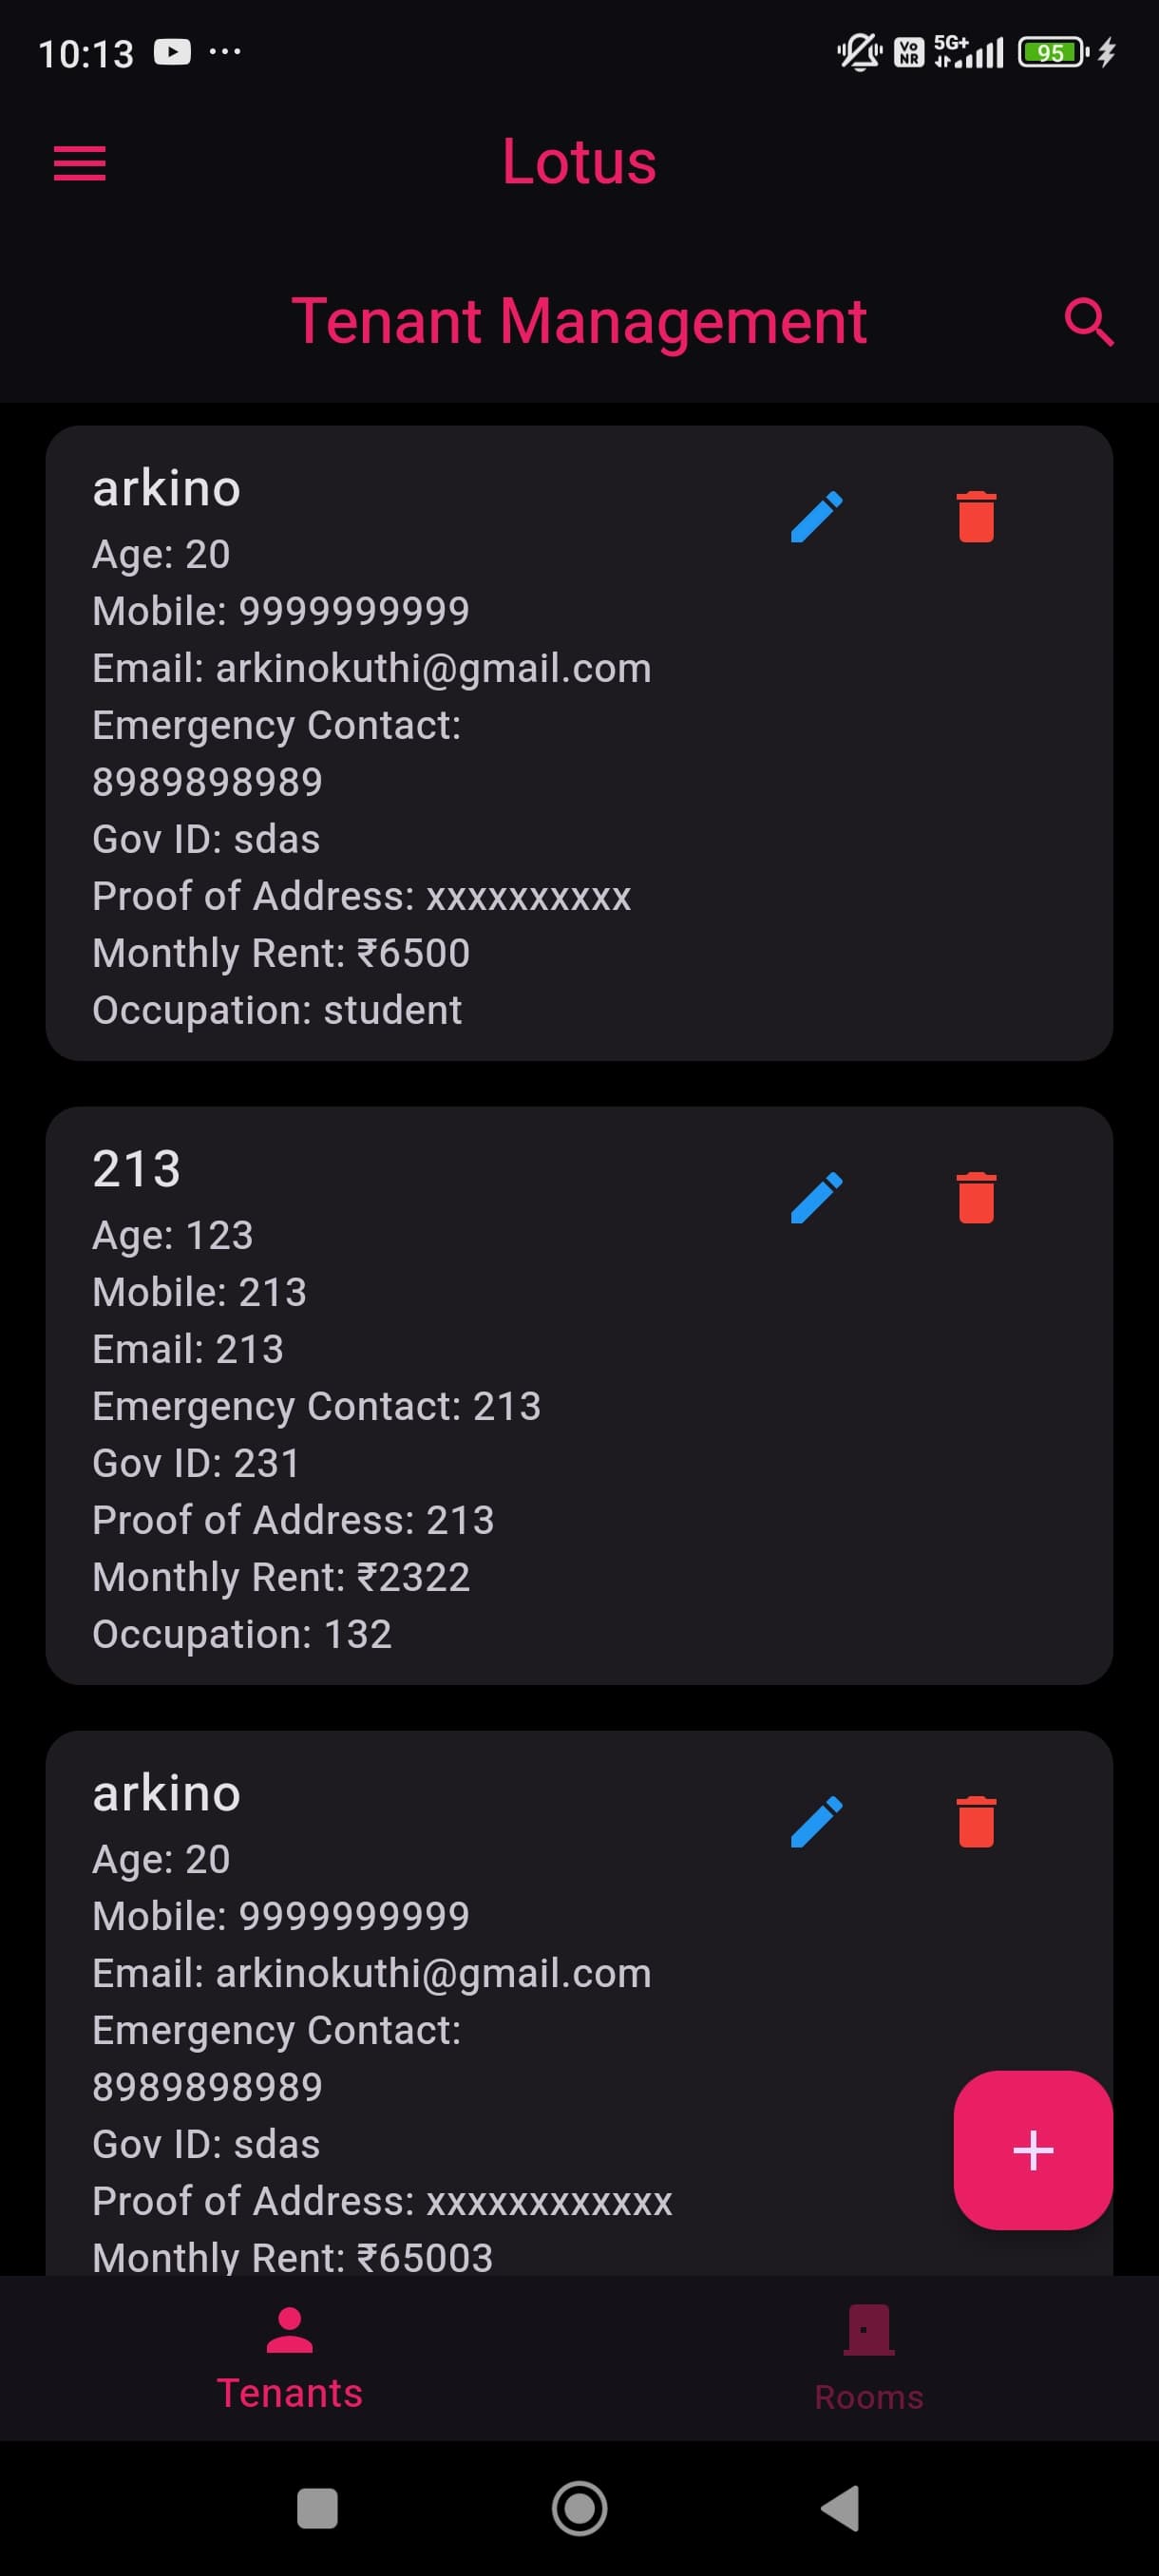 10:13
VoNR 5G+ 95
Lotus
Tenant Management
arkino
Age: 20
Mobile: 9999999999
Email: arkinokuthi@gmail.com
Emergency Contact:
8989898989
Gov ID: sdas
Proof of Address: xxxxxxxxxx
Monthly Rent: ₹6500
Occupation: student
213
Age: 123
Mobile: 213
Email: 213
Emergency Contact: 213
Gov ID: 231
Proof of Address: 213
Monthly Rent: ₹2322
Occupation: 132
arkino
Age: 20
Mobile: 9999999999
Email: arkinokuthi@gmail.com
Emergency Contact:
8989898989
Gov ID: sdas
Proof of Address: xxxxxxxxxxxx
Monthly Rent: ₹65003
Tenants
Rooms